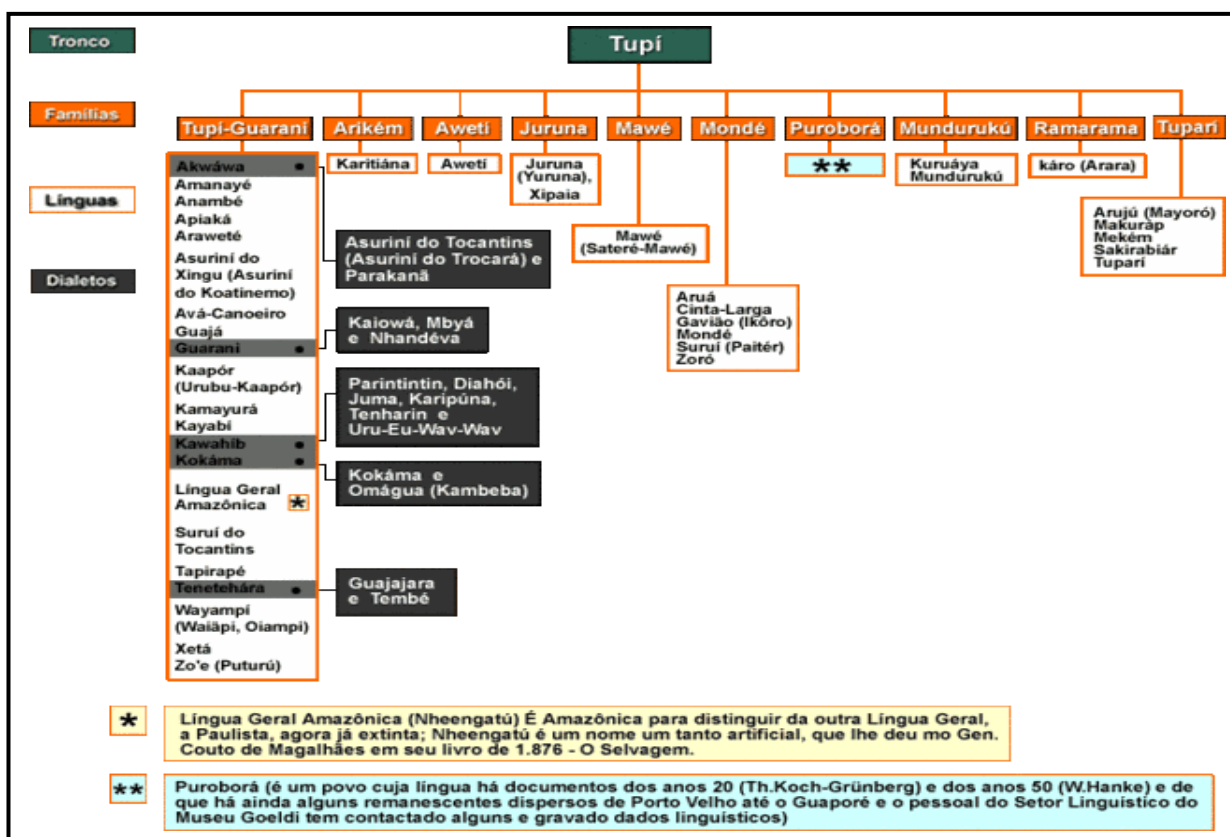 Tronco
Tupí
Famílias
Tupí-Guarani
Arikém
Awetí
Juruna
Mawé
Mondé
Puroborá
Mundurukú
Ramarama
Tuparí
Línguas
Dialetos
Akwáwa
Amanayé
Anambé
Apiaká
Araweté
Asuriní do
Xingu (Asuriní
do Koatinemo)
Avá-Canoeiro
Guajá
Guarani
Kaapór
(Urubu-Kaapór)
Kamayurá
Kayabí
Kawahíb
Kokáma
Língua Geral
Amazônica *
Suruí do
Tocantins
Tapirapé
Tenetehára
Wayampí
(Waiãpi, Oiampi)
Xetá
Zo'e (Puturú)
Asuriní do Tocantins
(Asuriní do Trocará) e
Parakanã
Kaiowá, Mbyá
e Nhandéva
Parintintin, Diahói,
Juma, Karipúna,
Tenharin e
Uru-Eu-Wav-Wav
Kokáma e
Omágua (Kambeba)
Guajajara
e Tembé
Karitiána
Awetí
Juruna
(Yuruna),
Xipaia
Mawé
(Sateré-Mawé)
Aruá
Cinta-Larga
Gavião (Ikôro)
Mondé
Suruí (Paitér)
Zoró
**
Kuruáya
Mundurukú
káro (Arara)
Arujú (Mayoró)
Makuràp
Mekém
Sakirabiár
Tuparí
*
Língua Geral Amazônica (Nheengatú) É Amazônica para distinguir da outra Língua Geral,
a Paulista, agora já extinta; Nheengatú é um nome um tanto artificial, que lhe deu mo Gen.
Couto de Magalhães em seu livro de 1.876 - O Selvagem.
**
Puroborá (é um povo cuja língua há documentos dos anos 20 (Th.Koch-Grünberg) e dos anos 50 (W.Hanke) e de
que há ainda alguns remanescentes dispersos de Porto Velho até o Guaporé e o pessoal do Setor Linguístico do
Museu Goeldi tem contactado alguns e gravado dados linguísticos)